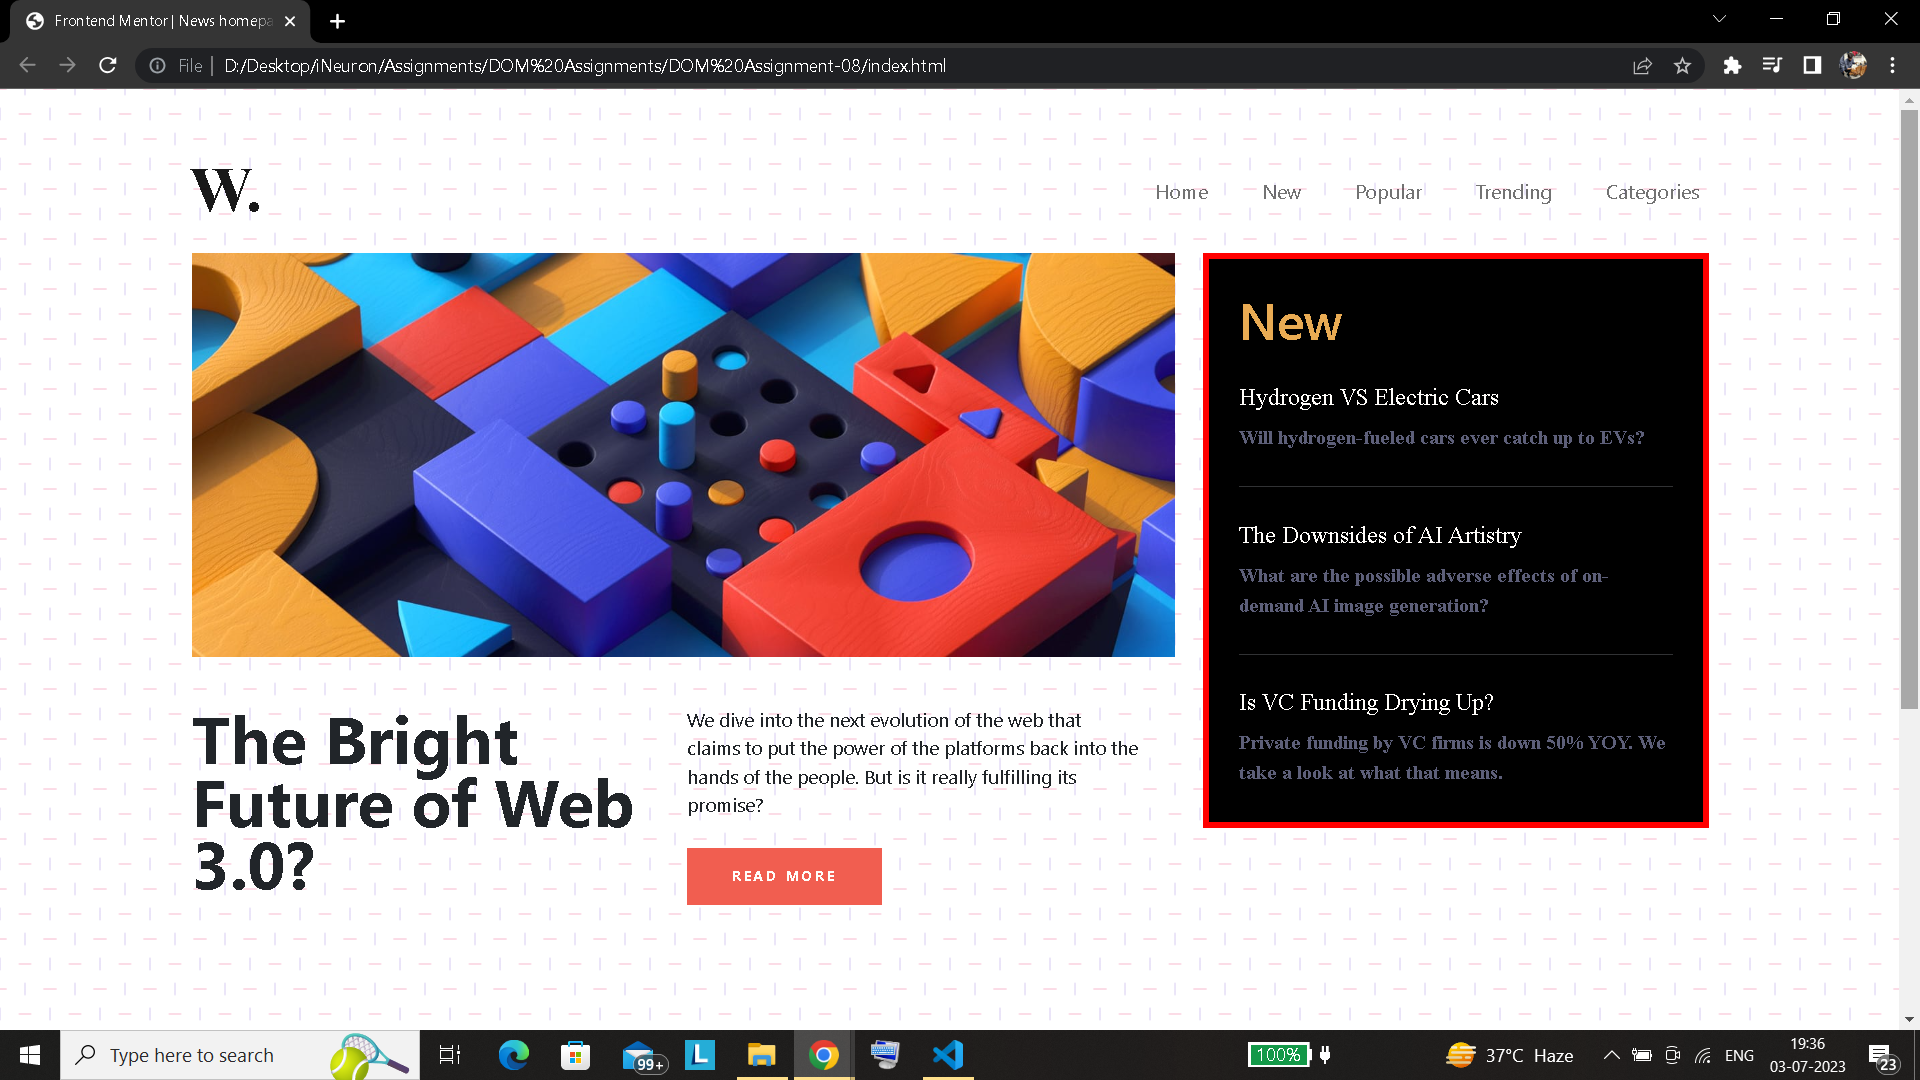 Frontend Mentor | News homepa
File | D:/Desktop/iNeuron/Assignments/DOM%20Assignments/DOM%20Assignment-08/index.html
W.
Home New Popular Trending Categories
New
Hydrogen VS Electric Cars
Will hydrogen-fueled cars ever catch up to EVs?
The Downsides of AI Artistry
What are the possible adverse effects of on-
demand AI image generation?
Is VC Funding Drying Up?
Private funding by VC firms is down 50% YOY. We
take a look at what that means.
The Bright
Future of Web
3.0?
We dive into the next evolution of the web that
claims to put the power of the platforms back into the
hands of the people. But is it really fulfilling its
promise?
READ MORE
Type here to search
99+
L
100%
37°C Haze
ENG
19:36
03-07-2023
23